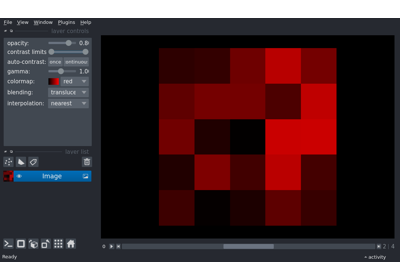 File View Window Plugins Help
layer controls
opacity: 0.8
contrast limits
auto-contrast: once continuous
gamma: 1.0
colormap: red
blending: transluce
interpolation: nearest
layer list
Image
2 4
Ready activity